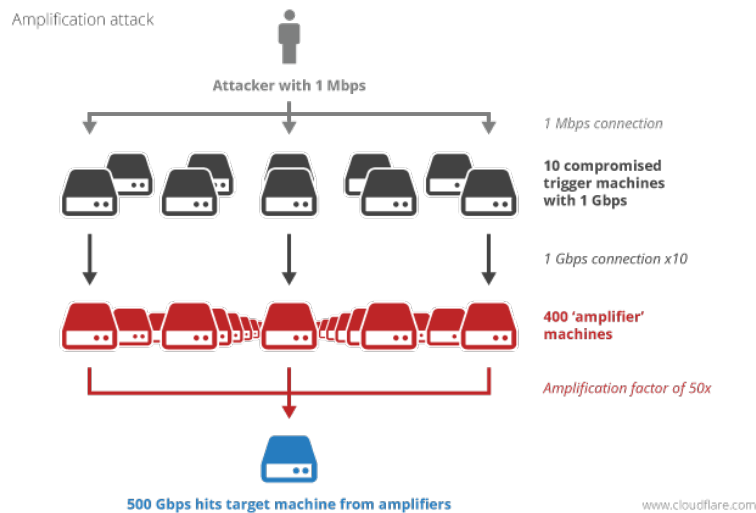 Amplification attack
Attacker with 1 Mbps
1 Mbps connection
10 compromised
trigger machines
with 1 Gbps
1 Gbps connection x10
400 ‘amplifier’
machines
Amplification factor of 50x
500 Gbps hits target machine from amplifiers
www.cloudflare.com